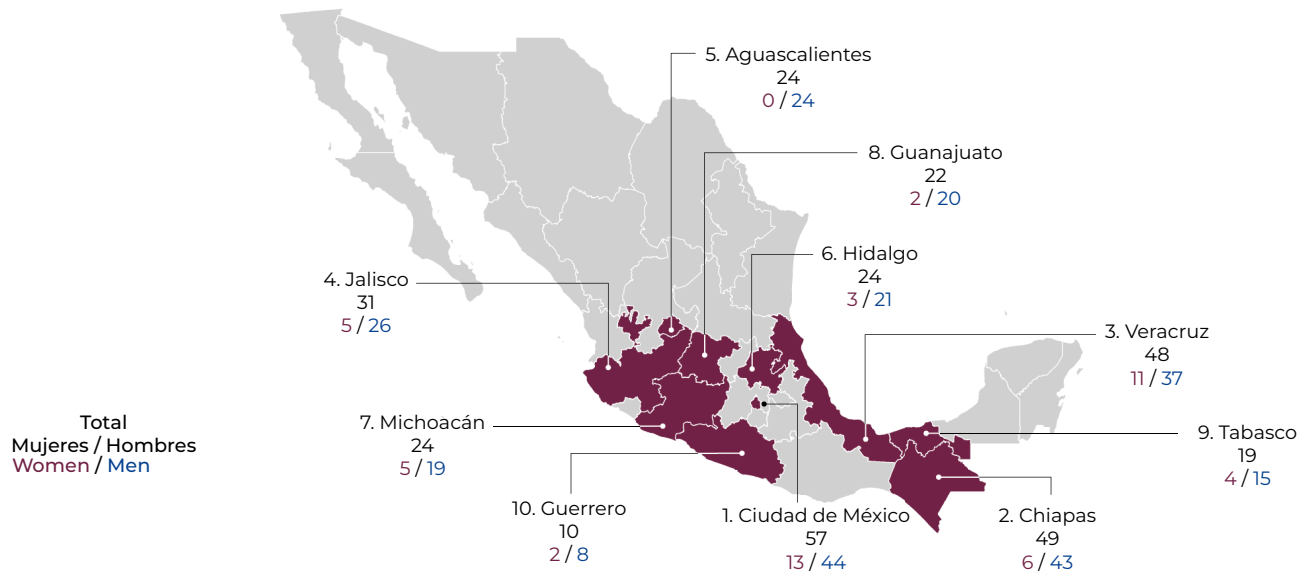 5. Aguascalientes
24
0 / 24
8. Guanajuato
22
2 / 20
6. Hidalgo
24
3 / 21
4. Jalisco
31
5 / 26
3. Veracruz
48
11 / 37
Total
Mujeres / Hombres
Women / Men
7. Michoacán
24
5 / 19
9. Tabasco
19
4 / 15
10. Guerrero
10
2 / 8
1. Ciudad de México
57
13 / 44
2. Chiapas
49
6 / 43